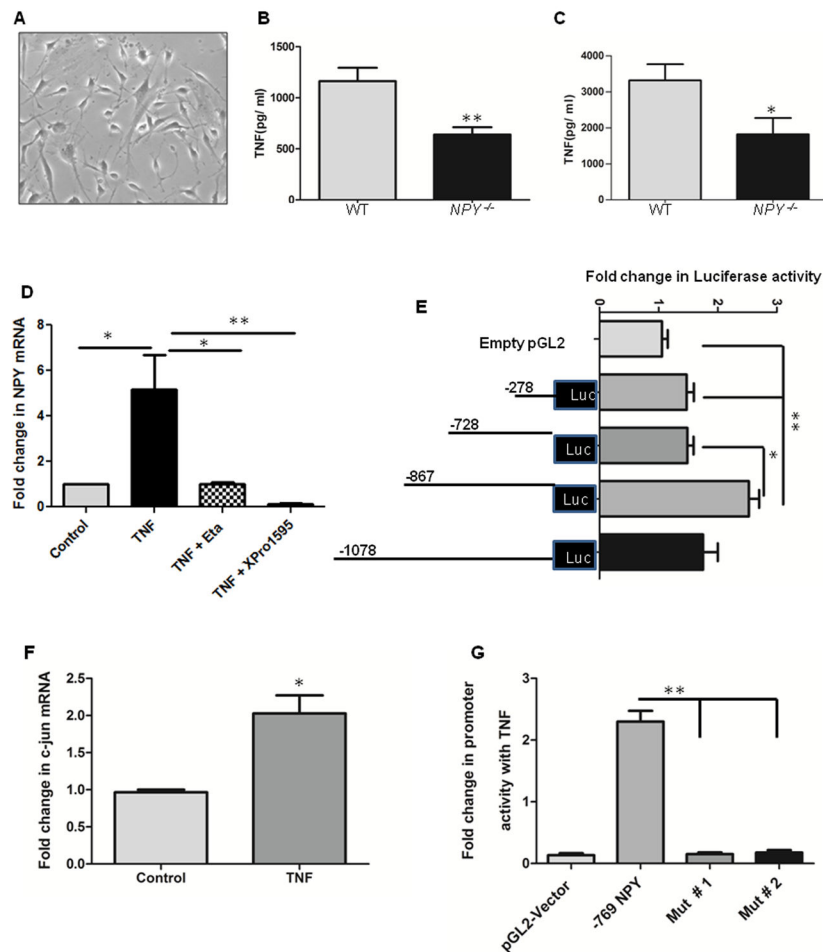 A
B
TNF(pg/ ml)
1500
1000
500
0
**
WT
NPY-/-
C
TNF(pg/ ml)
4000
3000
2000
1000
0
*
WT
NPY-/-
D
Fold change in NPY mRNA
8
6
4
2
0
*
**
*
Control
TNF
TNF + Eta
TNF + XPro1595
E
Fold change in Luciferase activity
0
1
2
3
Empty pGL2
-278
Luc
-728
Luc
-867
Luc
-1078
Luc
*
**
F
Fold change in c-jun mRNA
2.5
2.0
1.5
1.0
0.5
0.0
*
Control
TNF
G
Fold change in promoter
activity with TNF
3
2
1
0
**
pGL2-Vector
-769 NPY
Mut # 1
Mut # 2